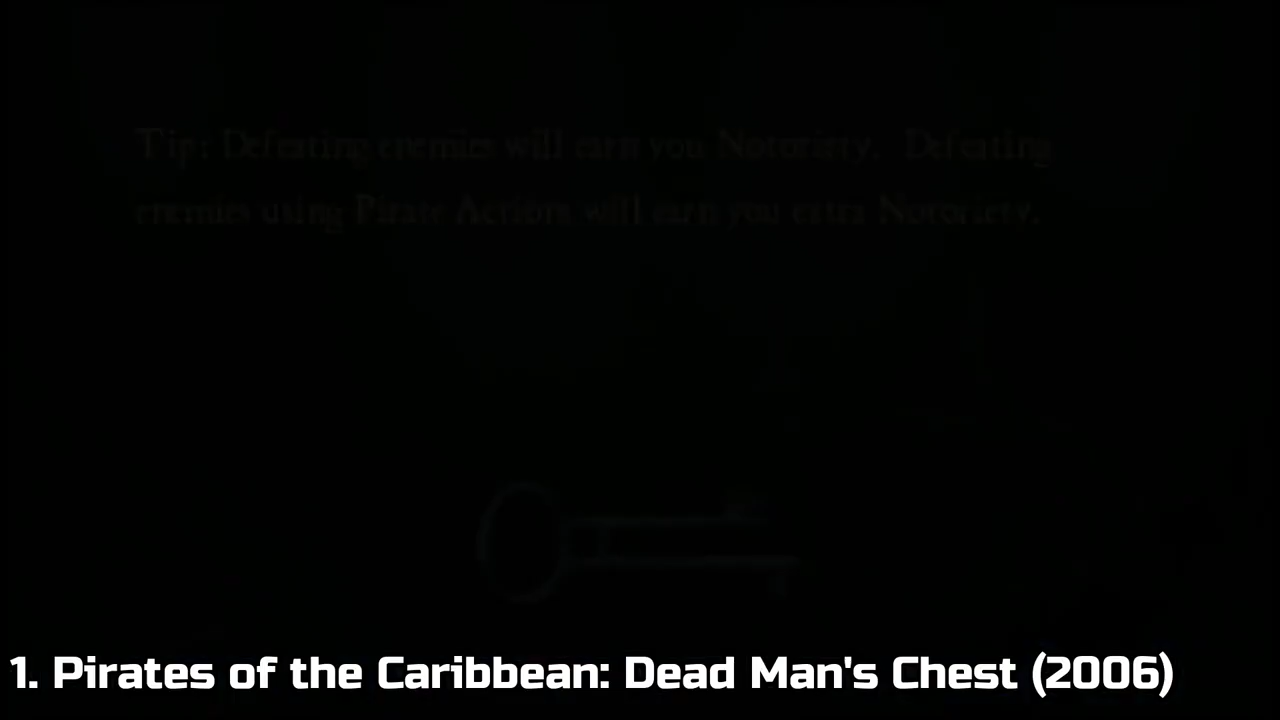 Tip: Defeating enemies will earn you Notoriety. Defeating
enemies using Pirate Actions will earn you extra Notoriety.
1. Pirates of the Caribbean: Dead Man's Chest (2006)